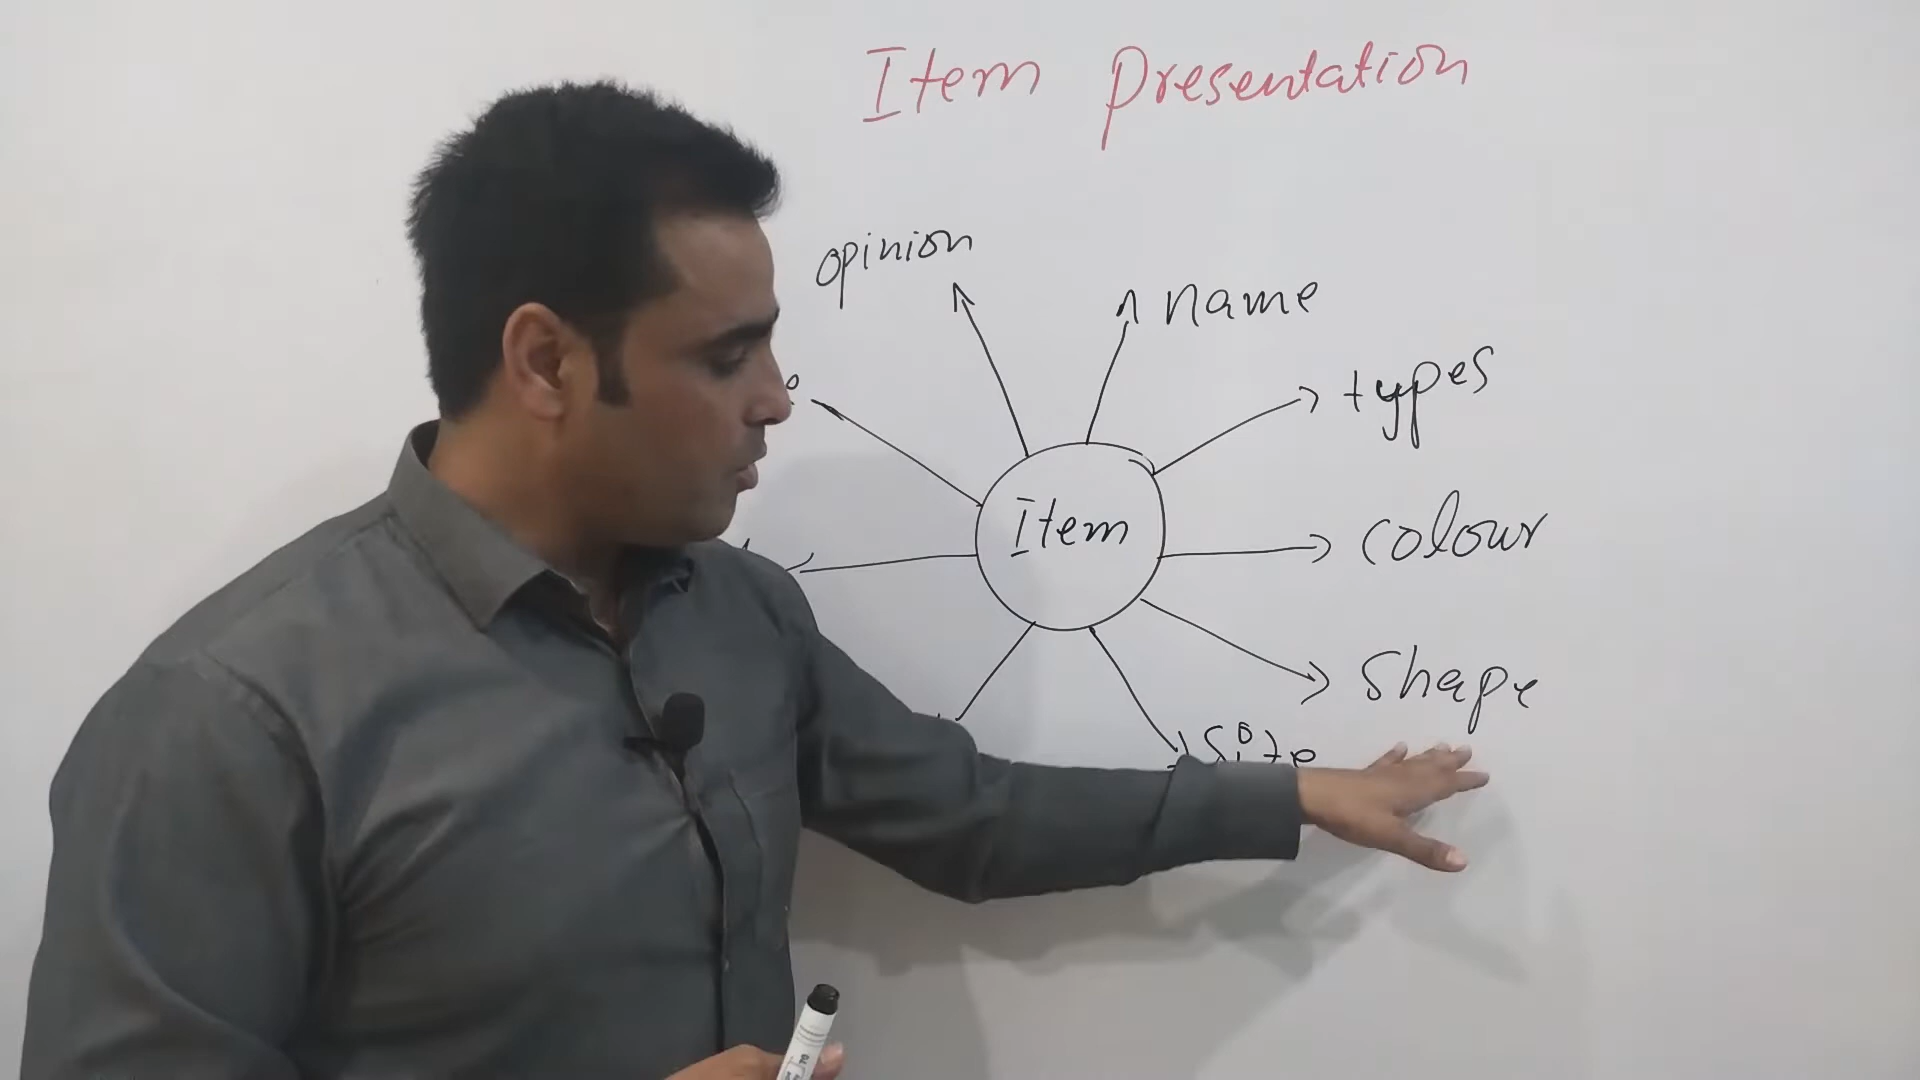 Item Presentation
opinion
name
types
Item
colour
shape
size